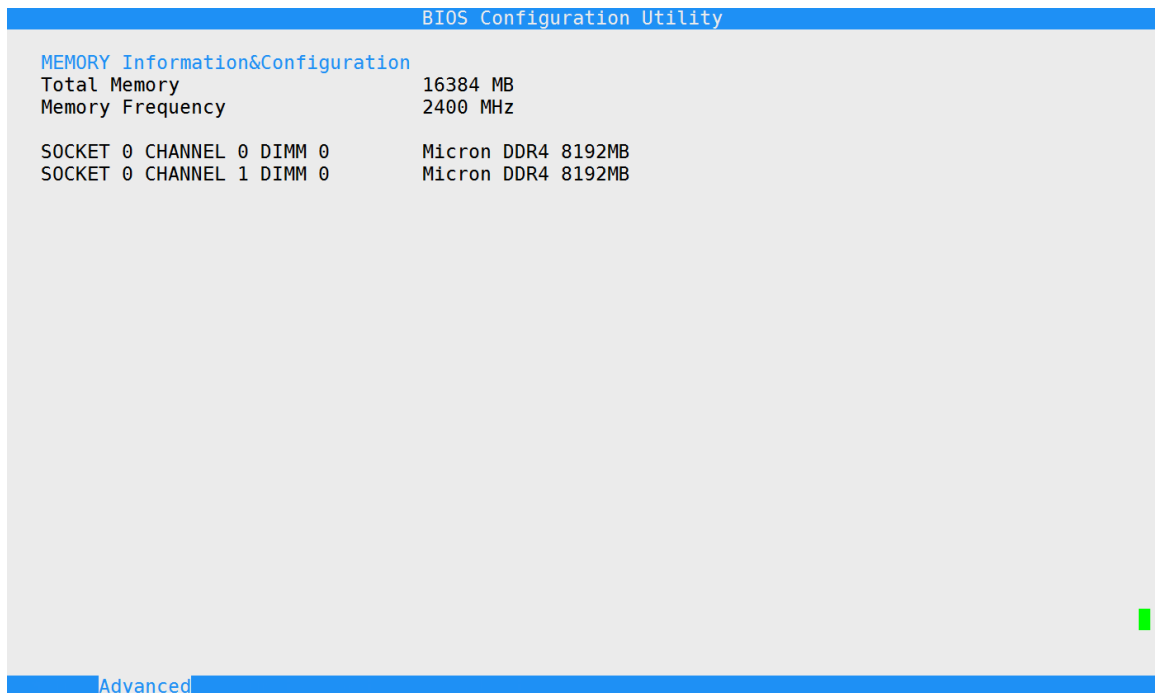 BIOS Configuration Utility
MEMORY Information&Configuration
Total Memory 16384 MB
Memory Frequency 2400 MHz
SOCKET 0 CHANNEL 0 DIMM 0 Micron DDR4 8192MB
SOCKET 0 CHANNEL 1 DIMM 0 Micron DDR4 8192MB
Advanced